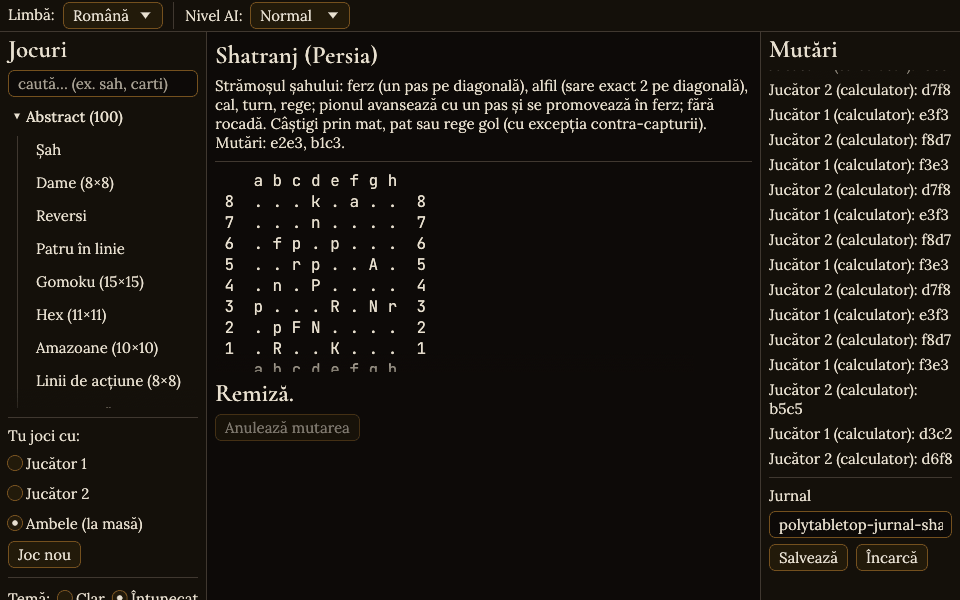 Limbă: Română Nivel AI: Normal
Jocuri
caută... (ex. sah, carti)
Abstract (100)
Șah
Dame (8×8)
Reversi
Patru în linie
Gomoku (15×15)
Hex (11×11)
Amazoane (10×10)
Linii de acțiune (8×8)
Tu joci cu:
Jucător 1
Jucător 2
Ambele (la masă)
Joc nou
Temă: Clar Întunecat
Shatranj (Persia)
Strămoșul șahului: ferz (un pas pe diagonală), alfil (sare exact 2 pe diagonală),
cal, turn, rege; pionul avansează cu un pas și se promovează în ferz; fără
rocadă. Câștigi prin mat, pat sau rege gol (cu excepția contra-capturii).
Mutări: e2e3, b1c3.
a b c d e f g h
8 . . . k . a . . 8
7 . . . n . . . . 7
6 . f p . p . . . 6
5 . . r p . . A . 5
4 . n . P . . . . 4
3 p . . . R . N r 3
2 . p F N . . . . 2
1 . R . . K . . . 1
a b c d e f g h
Remiză.
Anulează mutarea
Mutări
Jucător 2 (calculator): d7f8
Jucător 1 (calculator): e3f3
Jucător 2 (calculator): f8d7
Jucător 1 (calculator): f3e3
Jucător 2 (calculator): d7f8
Jucător 1 (calculator): e3f3
Jucător 2 (calculator): f8d7
Jucător 1 (calculator): f3e3
Jucător 2 (calculator): d7f8
Jucător 1 (calculator): e3f3
Jucător 2 (calculator): f8d7
Jucător 1 (calculator): f3e3
Jucător 2 (calculator):
b5c5
Jucător 1 (calculator): d3c2
Jucător 2 (calculator): d6f8
Jurnal
polytabletop-jurnal-sha
Salvează Încarcă